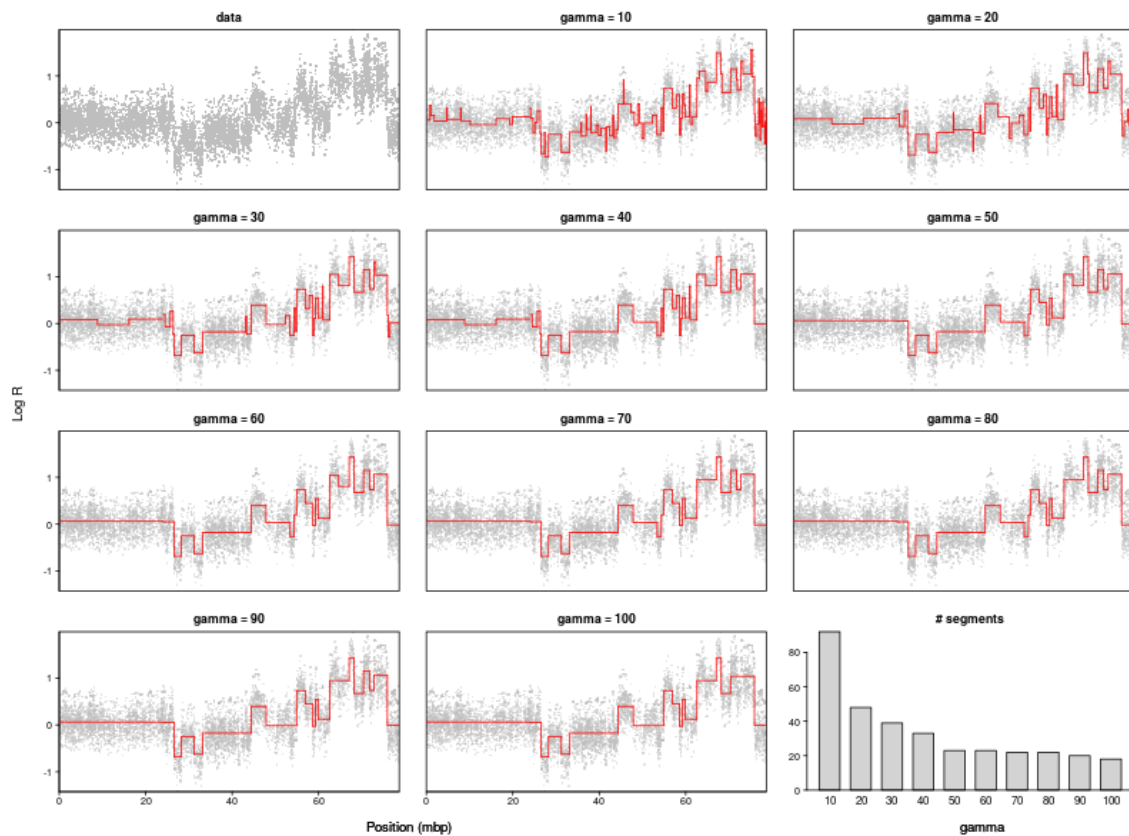 data
gamma = 10
gamma = 20
1
0
-1
gamma = 30
gamma = 40
gamma = 50
1
0
-1
Log R
gamma = 60
gamma = 70
gamma = 80
1
0
-1
gamma = 90
gamma = 100
# segments
1
0
-1
80
60
40
20
0
0 20 40 60
0 20 40 60
10 20 30 40 50 60 70 80 90 100
Position (mbp)
gamma